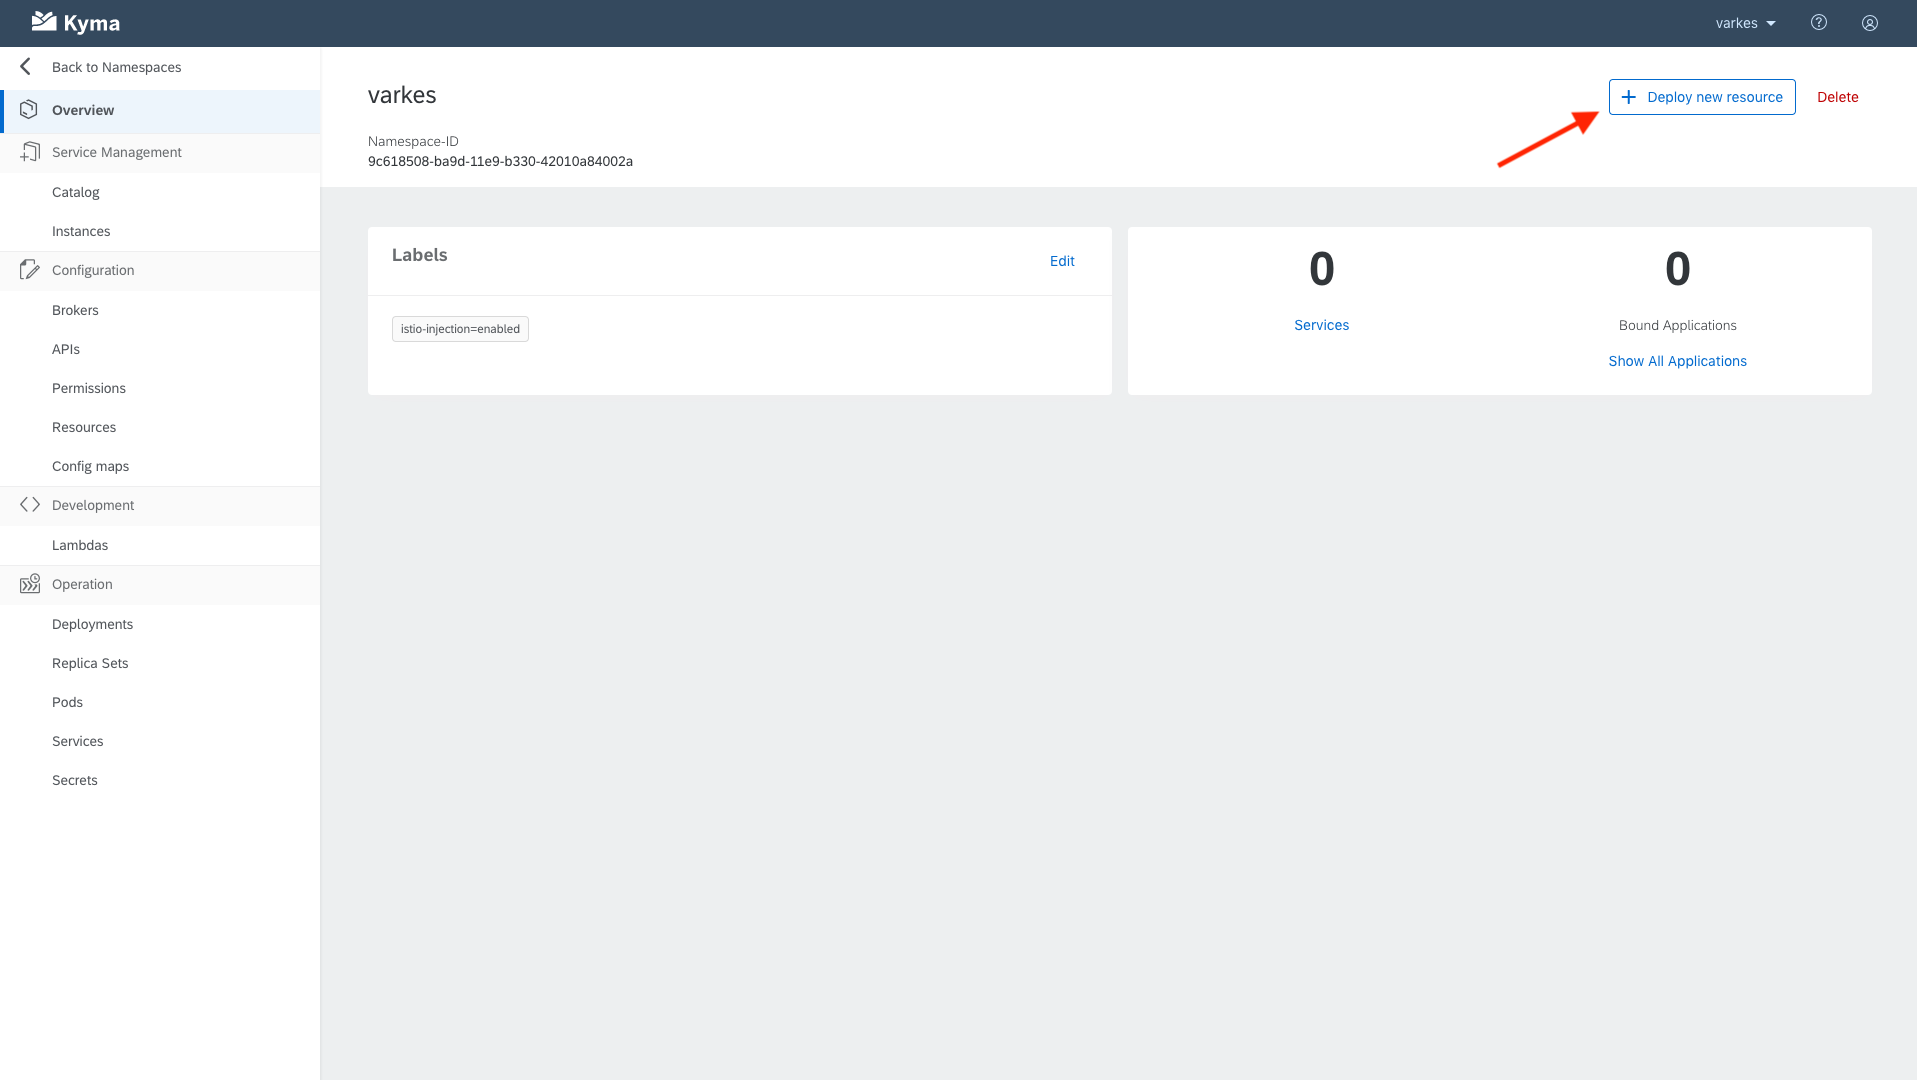 Kyma
varkes
Back to Namespaces
Overview
Service Management
Catalog
Instances
Configuration
Brokers
APIs
Permissions
Resources
Config maps
Development
Lambdas
Operation
Deployments
Replica Sets
Pods
Services
Secrets
varkes
Deploy new resource
Delete
Namespace-ID
9c618508-ba9d-11e9-b330-42010a84002a
Labels
Edit
istio-injection=enabled
0
Services
0
Bound Applications
Show All Applications